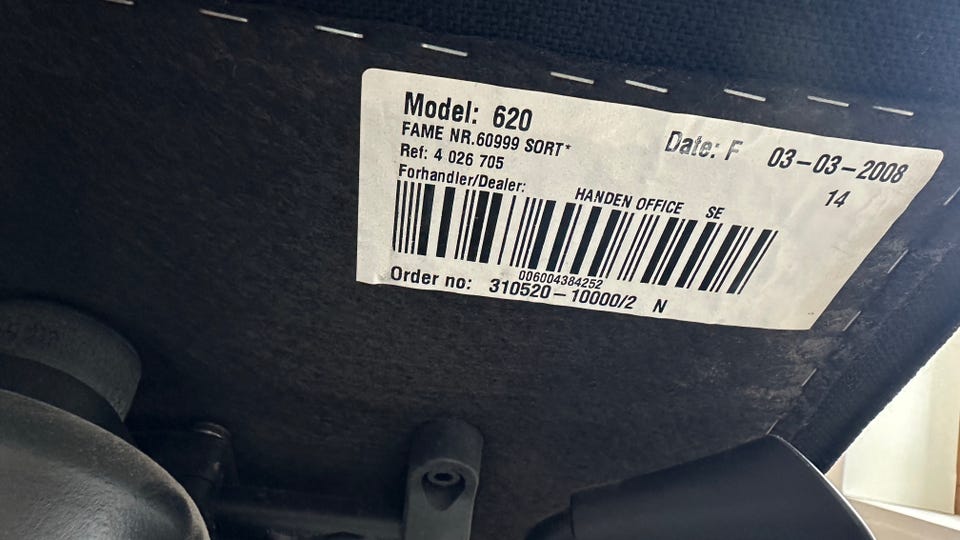 Model: 620
FAME NR.60999 SORT*
Date: F 03-03-2008
Ref: 4 026 705
14
Forhandler/Dealer: HANDEN OFFICE SE
006004384252
Order no: 310520-10000/2 N